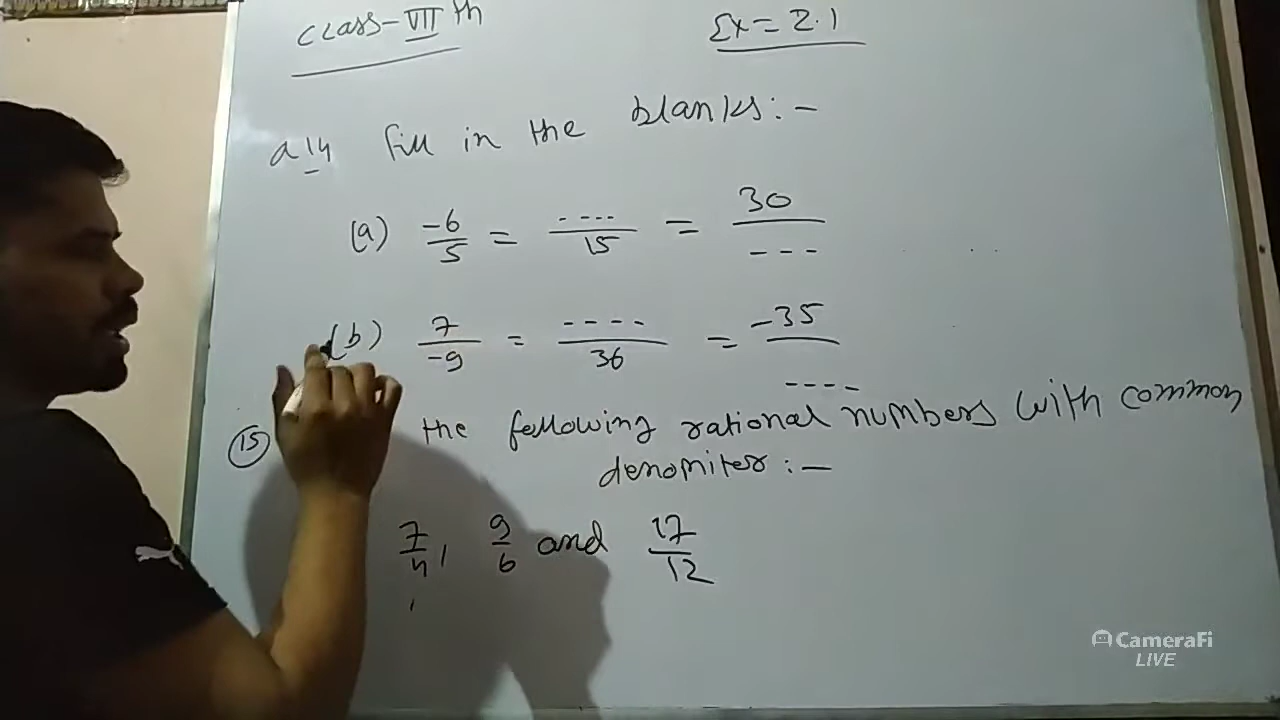 class-VII th
Ex = 2.1
Q 14 fill in the blanks:-
(a) -6/5 = ----/15 = 30/---
(b) 7/-9 = ----/36 = -35/----
(15) the following rational numbers with common
denomiter:-
7/4, 9/6 and 17/12
CameraFi
LIVE